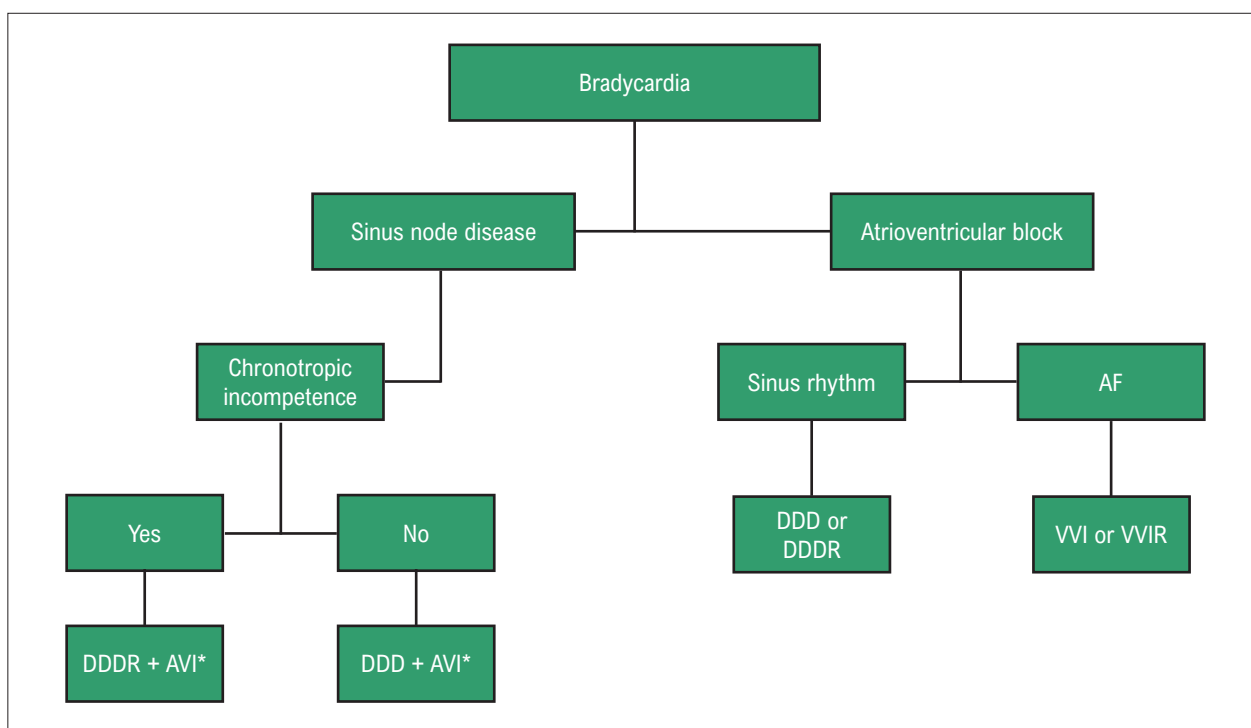 Bradycardia
Sinus node disease
Atrioventricular block
Chronotropic
incompetence
Sinus rhythm
AF
Yes
No
DDD or
DDDR
VVI or VVIR
DDDR + AVI*
DDD + AVI*